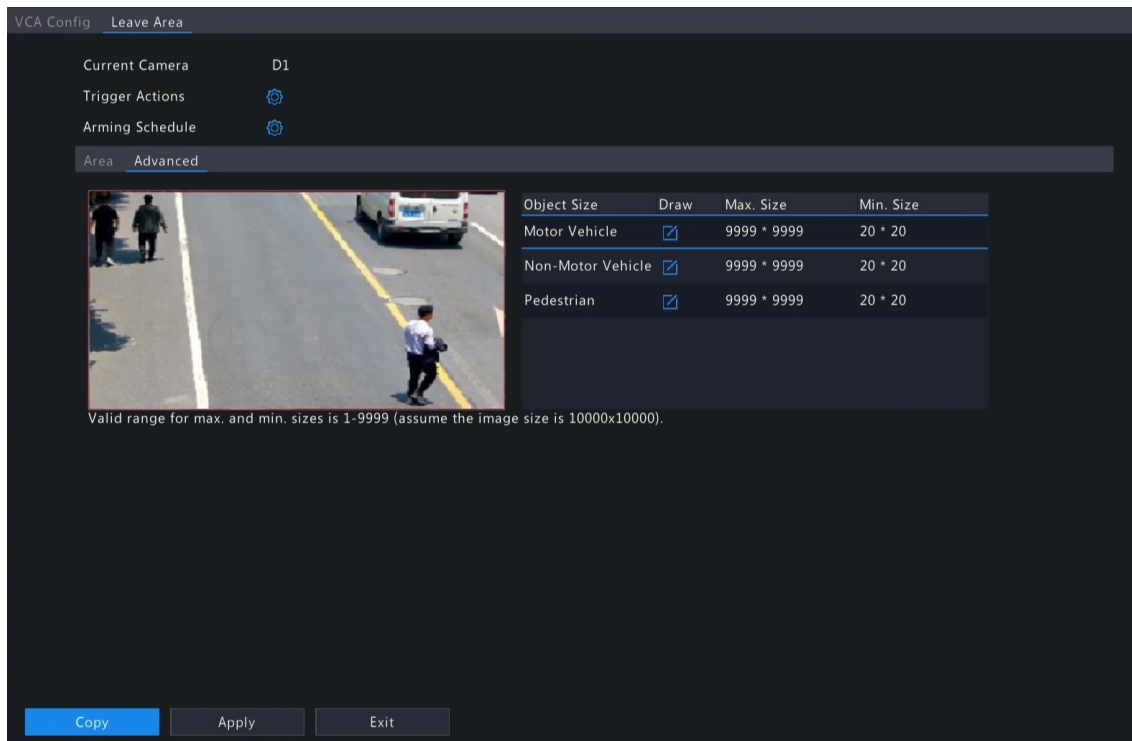 VCA Config Leave Area
Current Camera D1
Trigger Actions
Arming Schedule
Area Advanced
Object Size Draw Max. Size Min. Size
Motor Vehicle 9999 * 9999 20 * 20
Non-Motor Vehicle 9999 * 9999 20 * 20
Pedestrian 9999 * 9999 20 * 20
Valid range for max. and min. sizes is 1-9999 (assume the image size is 10000x10000).
Copy Apply Exit